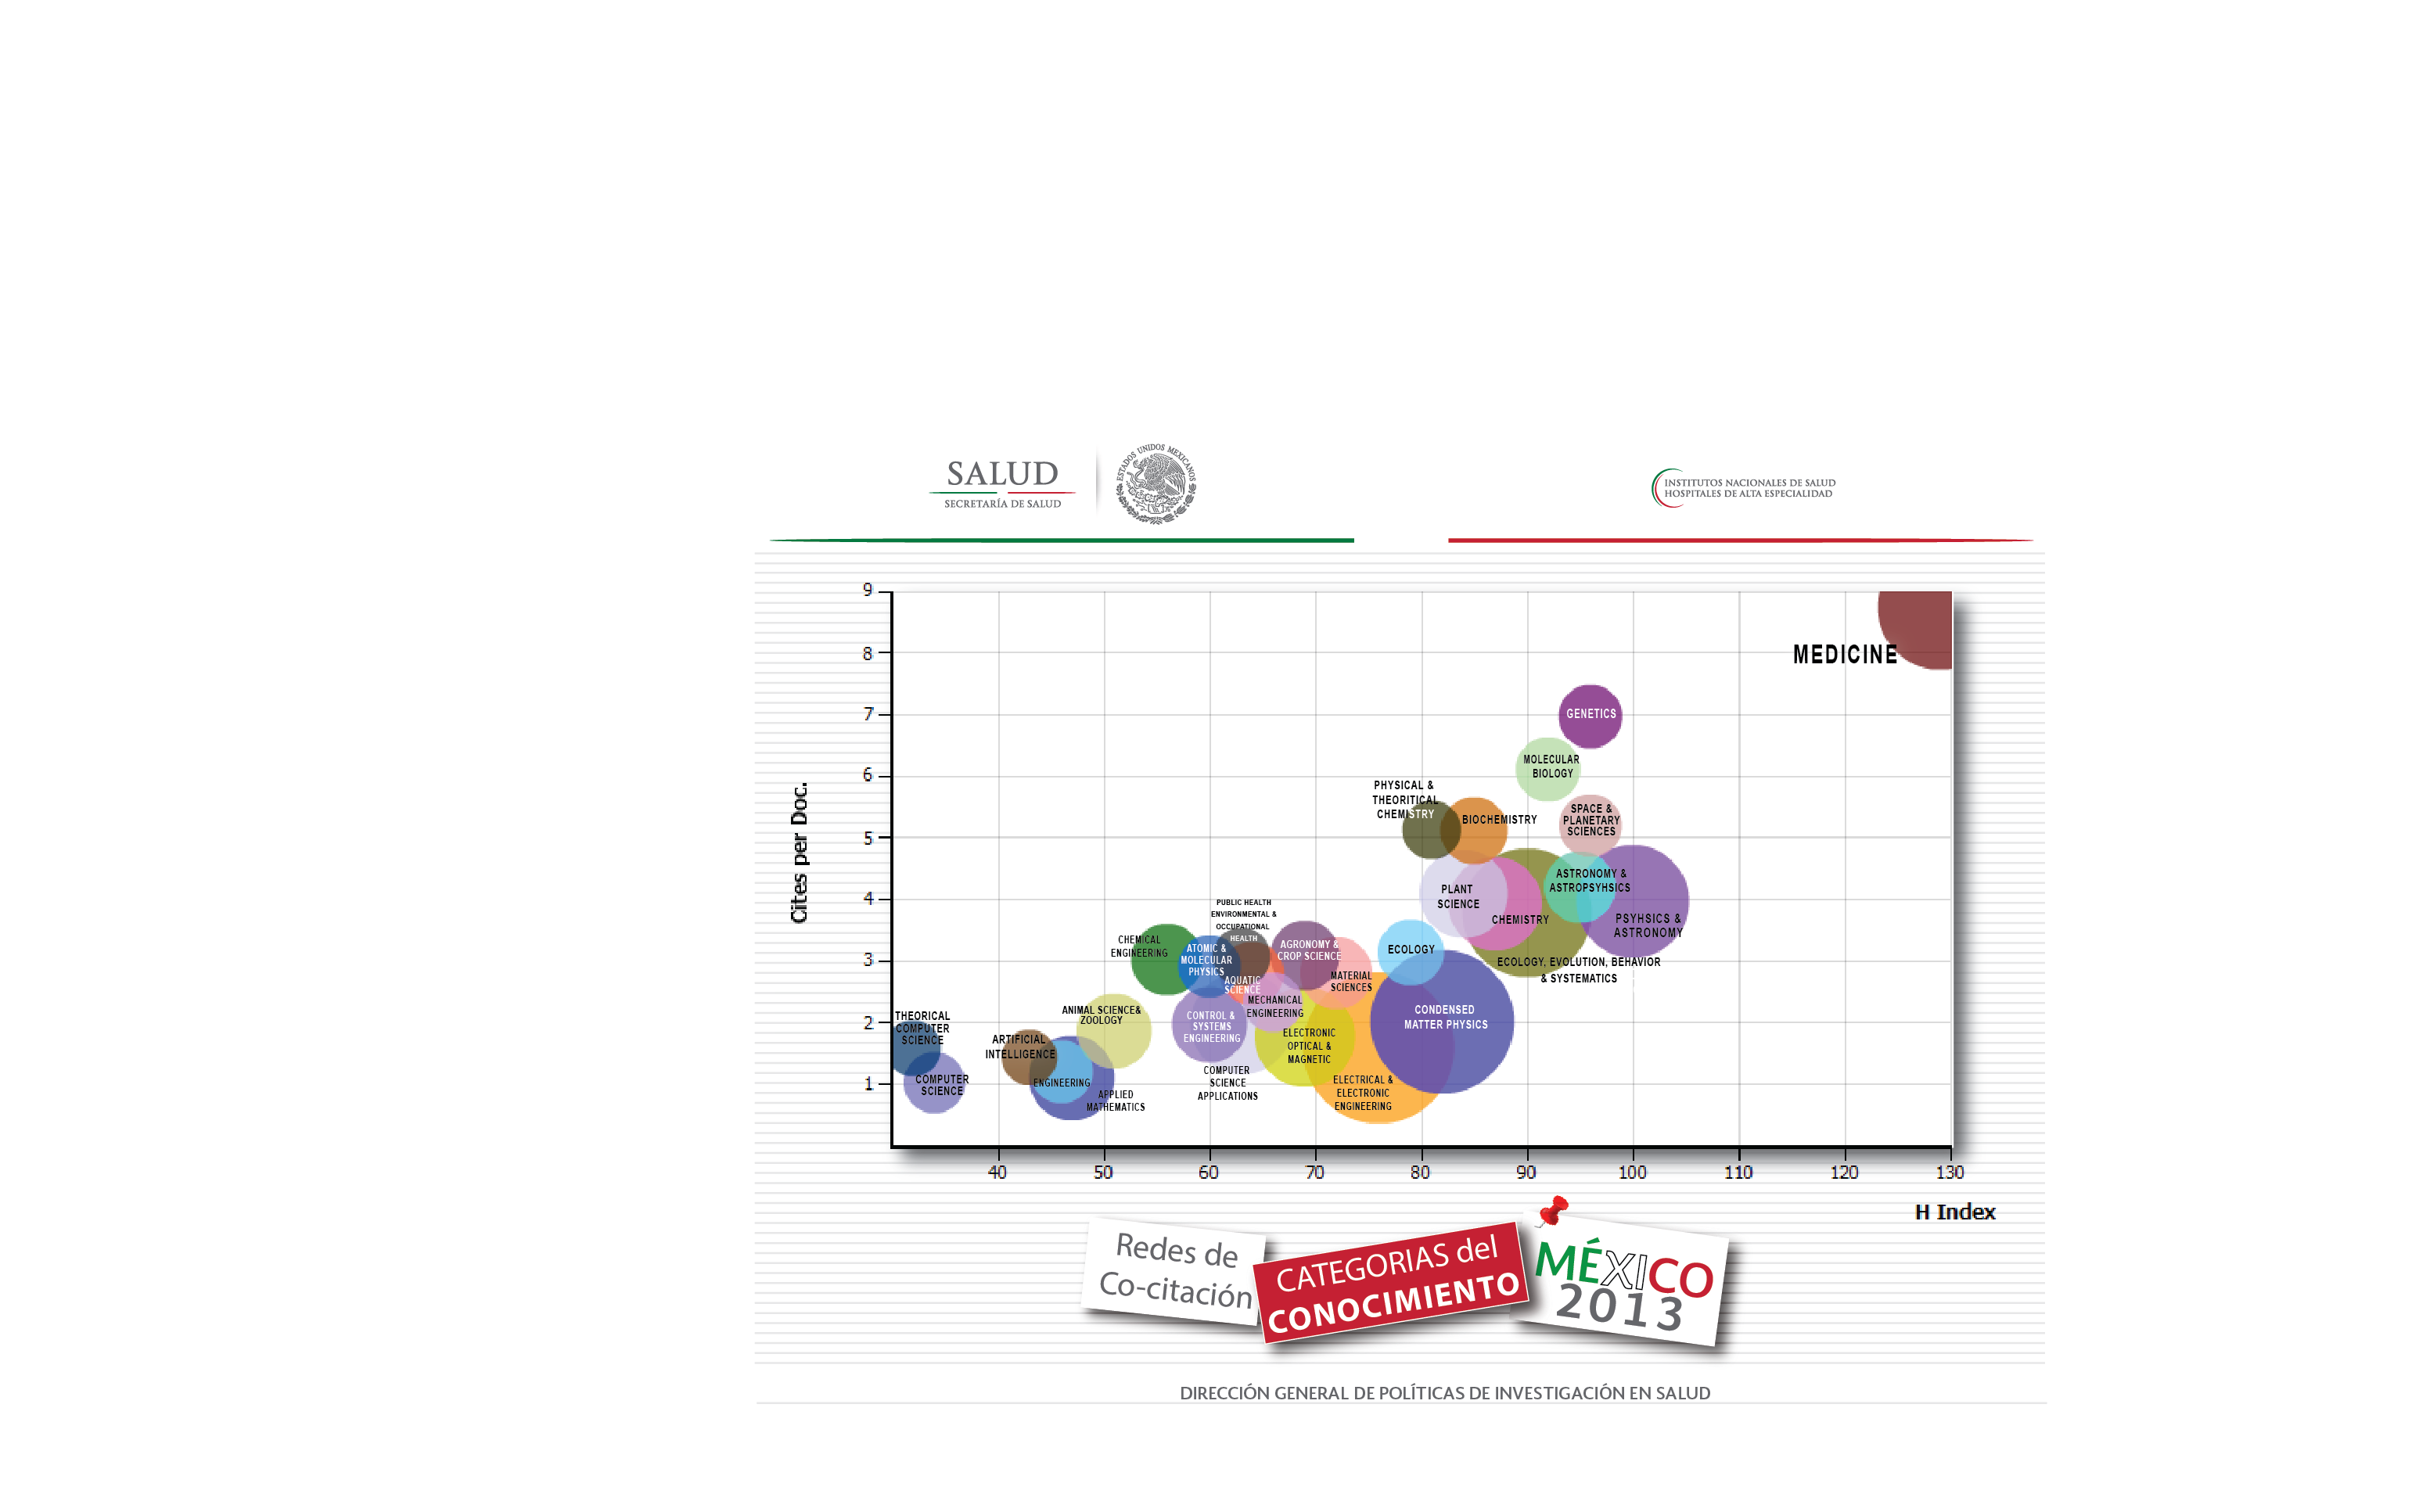 SALUD
SECRETARÍA DE SALUD
ESTADOS UNIDOS MEXICANOS
INSTITUTOS NACIONALES DE SALUD
HOSPITALES DE ALTA ESPECIALIDAD
Cites per Doc.
9
8
7
6
5
4
3
2
1
MEDICINE
GENETICS
MOLECULAR
BIOLOGY
PHYSICAL &
THEORITICAL
CHEMISTRY
BIOCHEMISTRY
SPACE &
PLANETARY
SCIENCES
ASTRONOMY &
ASTROPSYHSICS
PLANT
SCIENCE
CHEMISTRY
PSYHSICS &
ASTRONOMY
PUBLIC HEALTH
ENVIRONMENTAL &
OCCUPATIONAL
HEALTH
CHEMICAL
ENGINEERING
ATOMIC &
MOLECULAR
PHYSICS
AGRONOMY &
CROP SCIENCE
ECOLOGY
ECOLOGY, EVOLUTION, BEHAVIOR
& SYSTEMATICS
AQUATIC
SCIENCE
MATERIAL
SCIENCES
MECHANICAL
ENGINEERING
ANIMAL SCIENCE&
ZOOLOGY
CONTROL &
SYSTEMS
ENGINEERING
CONDENSED
MATTER PHYSICS
THEORICAL
COMPUTER
SCIENCE
ARTIFICIAL
INTELLIGENCE
ELECTRONIC
OPTICAL &
MAGNETIC
COMPUTER
SCIENCE
ENGINEERING
APPLIED
MATHEMATICS
COMPUTER
SCIENCE
APPLICATIONS
ELECTRICAL &
ELECTRONIC
ENGINEERING
40 50 60 70 80 90 100 110 120 130
H Index
Redes de
Co-citación
CATEGORIAS del
CONOCIMIENTO
MÉXICO
2013
DIRECCIÓN GENERAL DE POLÍTICAS DE INVESTIGACIÓN EN SALUD